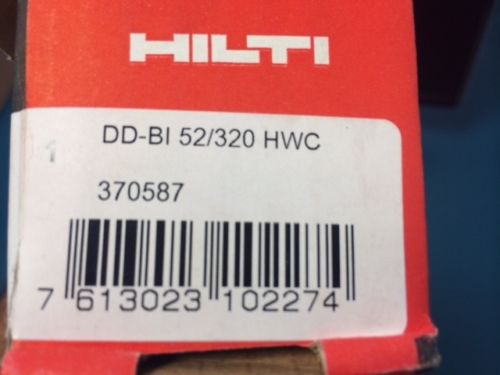 HILTI
1
DD-BI 52/320 HWC
370587
7 613023 102274